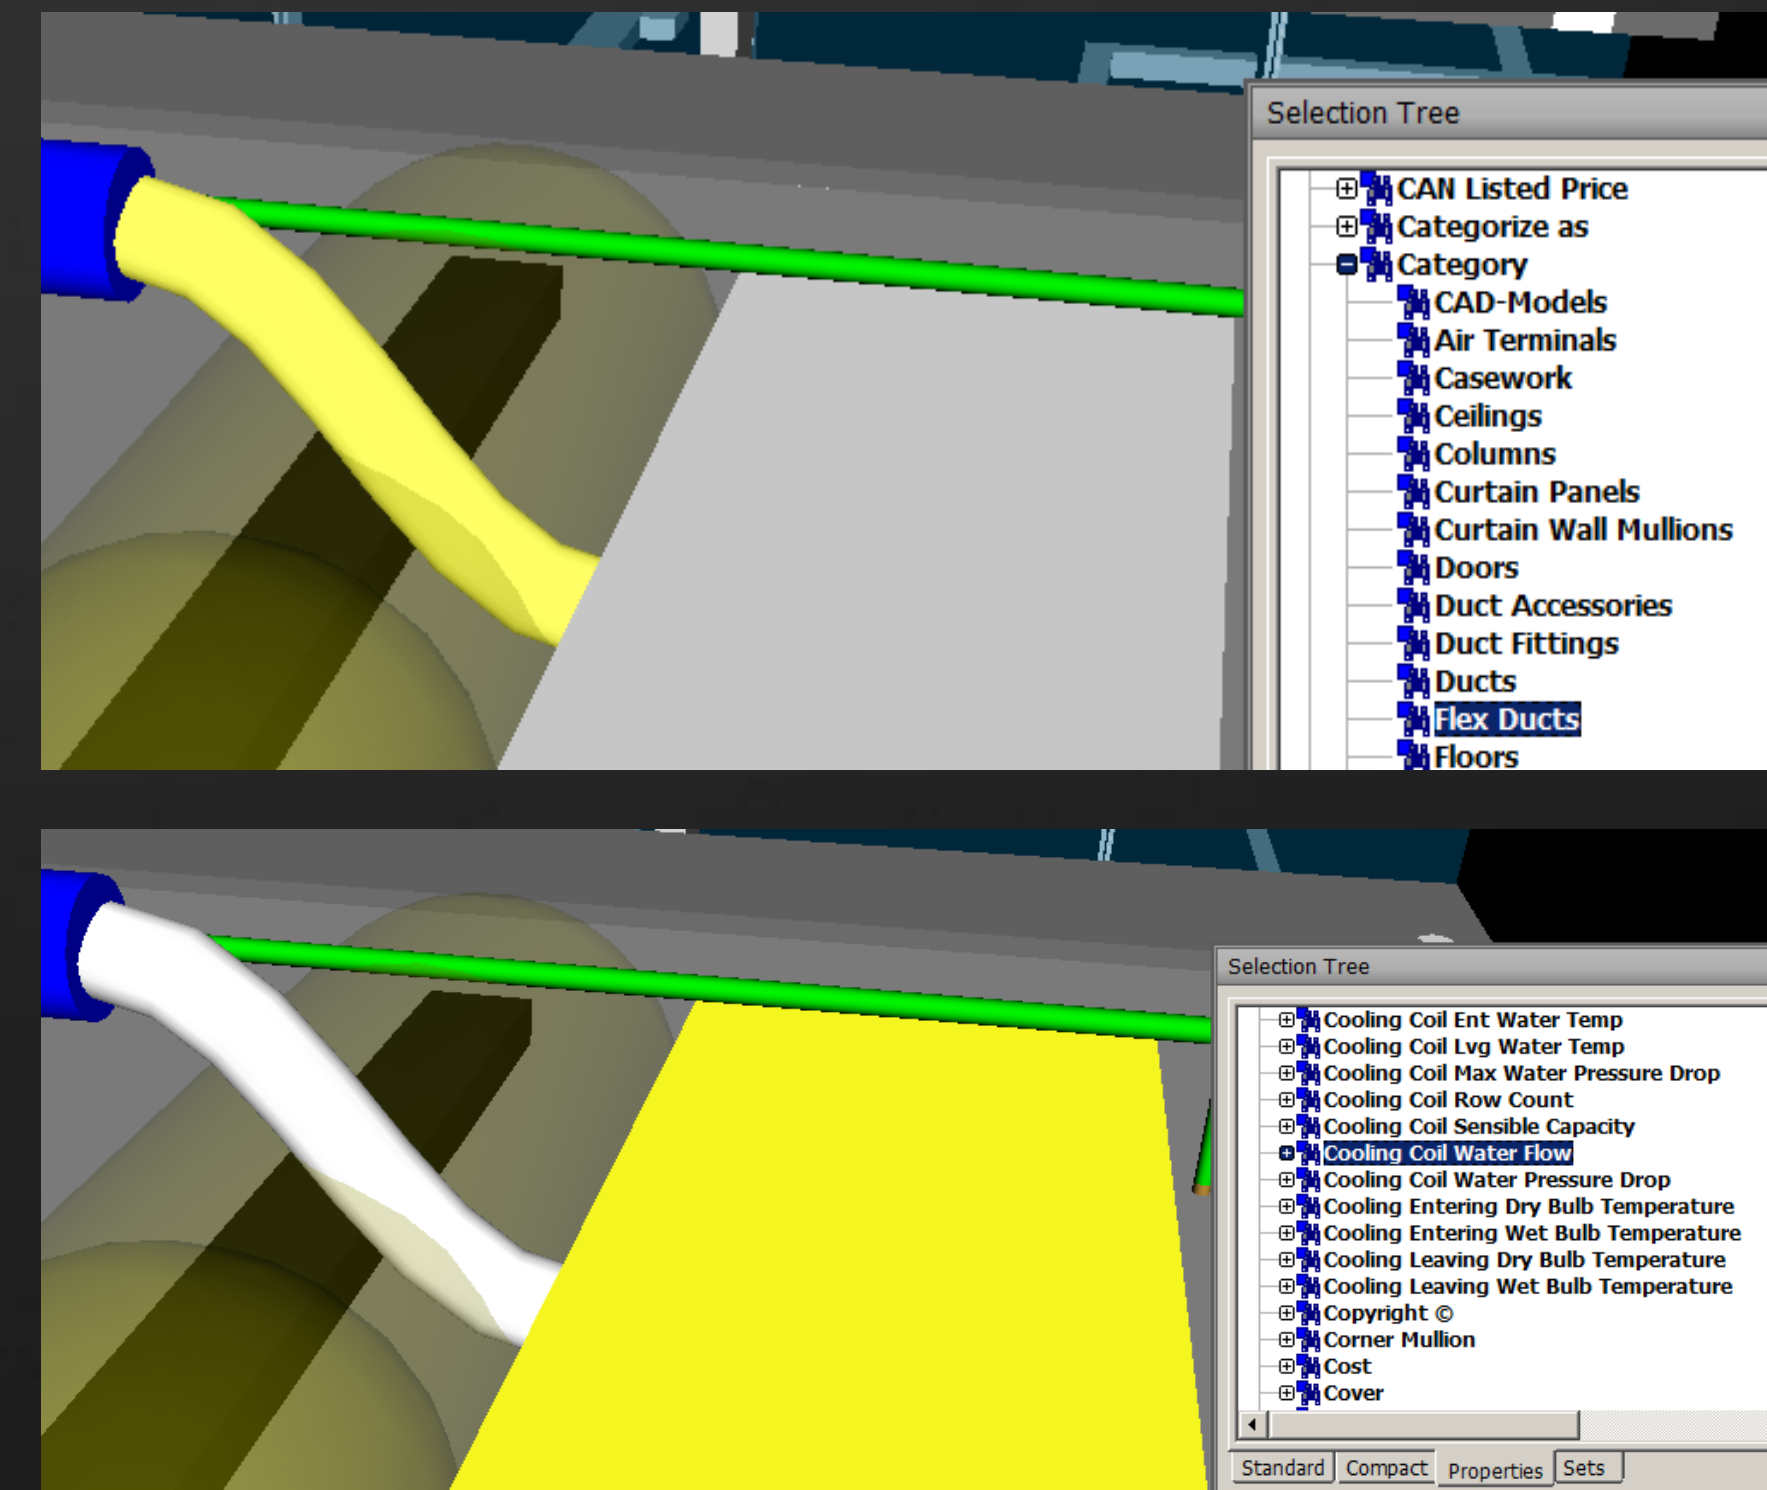 Selection Tree
CAN Listed Price
Categorize as
Category
CAD-Models
Air Terminals
Casework
Ceilings
Columns
Curtain Panels
Curtain Wall Mullions
Doors
Duct Accessories
Duct Fittings
Ducts
Flex Ducts
Floors
Selection Tree
Cooling Coil Ent Water Temp
Cooling Coil Lvg Water Temp
Cooling Coil Max Water Pressure Drop
Cooling Coil Row Count
Cooling Coil Sensible Capacity
Cooling Coil Water Flow
Cooling Coil Water Pressure Drop
Cooling Entering Dry Bulb Temperature
Cooling Entering Wet Bulb Temperature
Cooling Leaving Dry Bulb Temperature
Cooling Leaving Wet Bulb Temperature
Copyright ©
Corner Mullion
Cost
Cover
Standard Compact Properties Sets